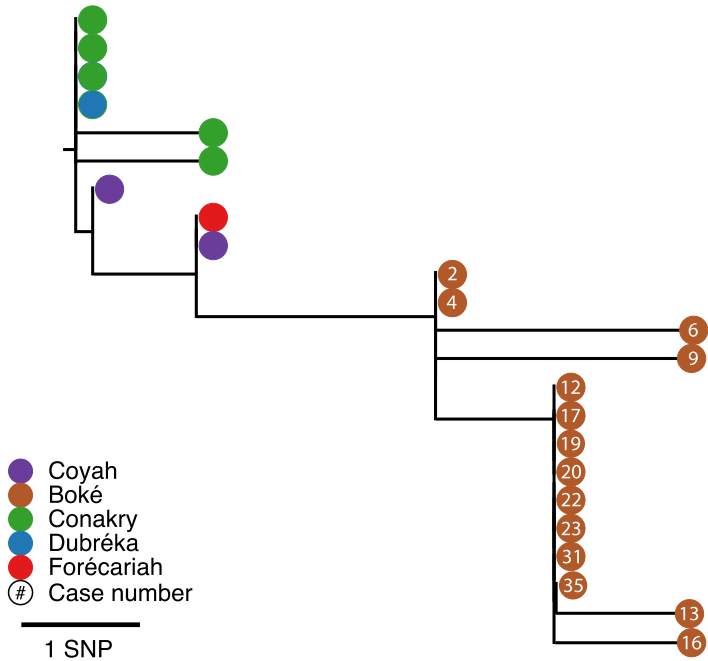 2
4
6
9
12
17
19
20
22
23
31
35
13
16
Coyah
Boké
Conakry
Dubréka
Forécariah
# Case number
1 SNP